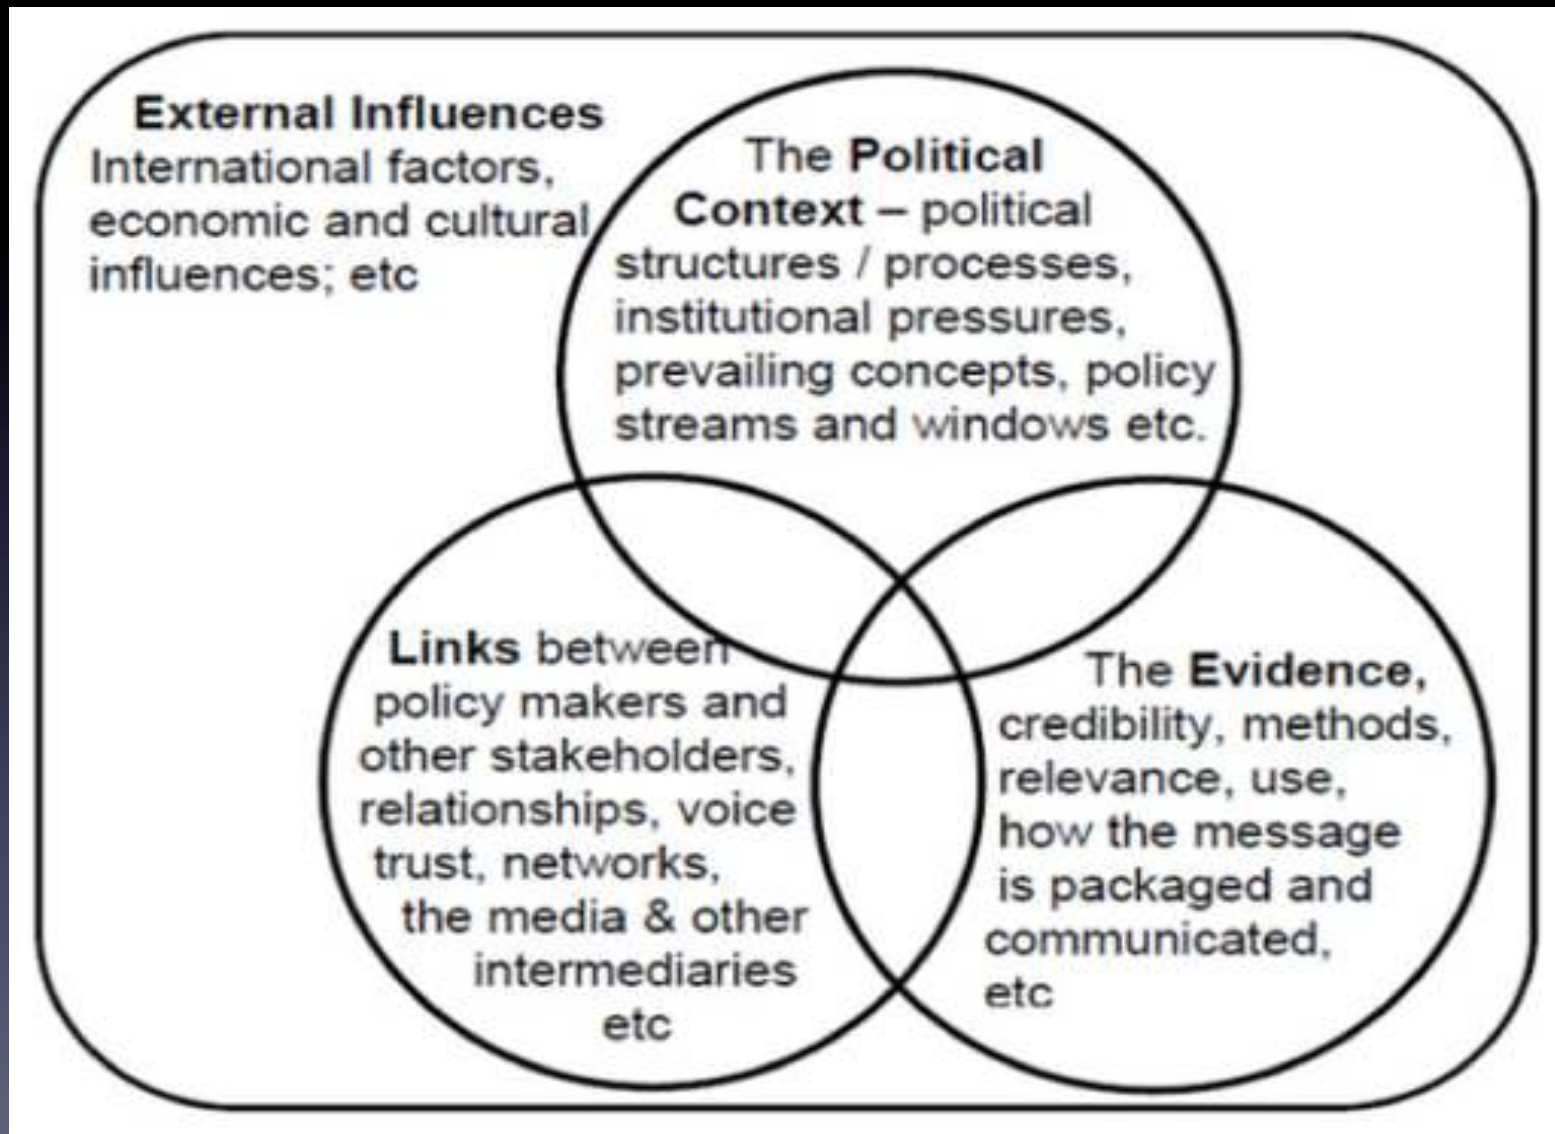 External Influences
International factors,
economic and cultural
influences; etc
The Political
Context – political
structures / processes,
institutional pressures,
prevailing concepts, policy
streams and windows etc.
Links between
policy makers and
other stakeholders,
relationships, voice
trust, networks,
the media & other
intermediaries
etc
The Evidence,
credibility, methods,
relevance, use,
how the message
is packaged and
communicated,
etc